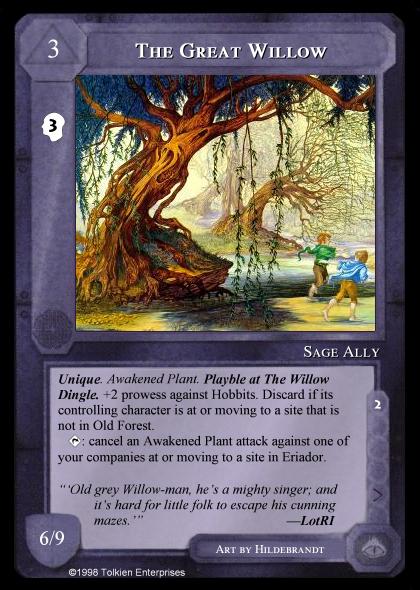 3
THE GREAT WILLOW
3
SAGE ALLY
Unique. Awakened Plant. Playble at The Willow
Dingle. +2 prowess against Hobbits. Discard if its
controlling character is at or moving to a site that is
not in Old Forest.
: cancel an Awakened Plant attack against one of
your companies at or moving to a site in Eriador.
2
“‘Old grey Willow-man, he’s a mighty singer; and
it’s hard for little folk to escape his cunning
mazes.’”
—LotRI
6/9
ART BY HILDEBRANDT
©1998 Tolkien Enterprises